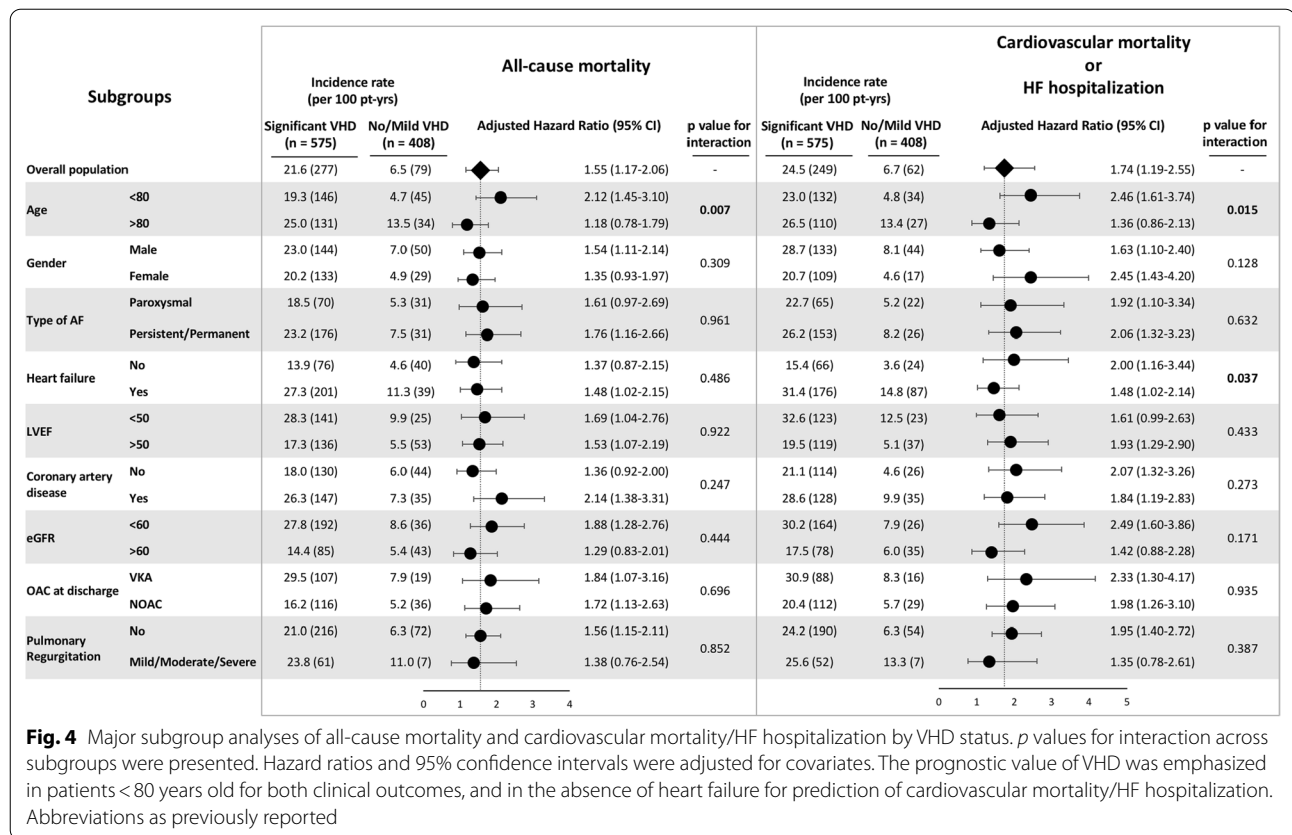 Subgroups
All-cause mortality
Cardiovascular mortality
or
HF hospitalization
Incidence rate
(per 100 pt-yrs)
Incidence rate
(per 100 pt-yrs)
Significant VHD (n = 575) No/Mild VHD (n = 408) Adjusted Hazard Ratio (95% CI) p value for interaction Significant VHD (n = 575) No/Mild VHD (n = 408) Adjusted Hazard Ratio (95% CI) p value for interaction
Overall population 21.6 (277) 6.5 (79) 1.55 (1.17-2.06) - 24.5 (249) 6.7 (62) 1.74 (1.19-2.55) -
Age
<80 19.3 (146) 4.7 (45) 2.12 (1.45-3.10) 0.007 23.0 (132) 4.8 (34) 2.46 (1.61-3.74) 0.015
>80 25.0 (131) 13.5 (34) 1.18 (0.78-1.79) 26.5 (110) 13.4 (27) 1.36 (0.86-2.13)
Gender
Male 23.0 (144) 7.0 (50) 1.54 (1.11-2.14) 0.309 28.7 (133) 8.1 (44) 1.63 (1.10-2.40) 0.128
Female 20.2 (133) 4.9 (29) 1.35 (0.93-1.97) 20.7 (109) 4.6 (17) 2.45 (1.43-4.20)
Type of AF
Paroxysmal 18.5 (70) 5.3 (31) 1.61 (0.97-2.69) 0.961 22.7 (65) 5.2 (22) 1.92 (1.10-3.34) 0.632
Persistent/Permanent 23.2 (176) 7.5 (31) 1.76 (1.16-2.66) 26.2 (153) 8.2 (26) 2.06 (1.32-3.23)
Heart failure
No 13.9 (76) 4.6 (40) 1.37 (0.87-2.15) 0.486 15.4 (66) 3.6 (24) 2.00 (1.16-3.44) 0.037
Yes 27.3 (201) 11.3 (39) 1.48 (1.02-2.15) 31.4 (176) 14.8 (87) 1.48 (1.02-2.14)
LVEF
<50 28.3 (141) 9.9 (25) 1.69 (1.04-2.76) 0.922 32.6 (123) 12.5 (23) 1.61 (0.99-2.63) 0.433
>50 17.3 (136) 5.5 (53) 1.53 (1.07-2.19) 19.5 (119) 5.1 (37) 1.93 (1.29-2.90)
Coronary artery disease
No 18.0 (130) 6.0 (44) 1.36 (0.92-2.00) 0.247 21.1 (114) 4.6 (26) 2.07 (1.32-3.26) 0.273
Yes 26.3 (147) 7.3 (35) 2.14 (1.38-3.31) 28.6 (128) 9.9 (35) 1.84 (1.19-2.83)
eGFR
<60 27.8 (192) 8.6 (36) 1.88 (1.28-2.76) 0.444 30.2 (164) 7.9 (26) 2.49 (1.60-3.86) 0.171
>60 14.4 (85) 5.4 (43) 1.29 (0.83-2.01) 17.5 (78) 6.0 (35) 1.42 (0.88-2.28)
OAC at discharge
VKA 29.5 (107) 7.9 (19) 1.84 (1.07-3.16) 0.696 30.9 (88) 8.3 (16) 2.33 (1.30-4.17) 0.935
NOAC 16.2 (116) 5.2 (36) 1.72 (1.13-2.63) 20.4 (112) 5.7 (29) 1.98 (1.26-3.10)
Pulmonary Regurgitation
No 21.0 (216) 6.3 (72) 1.56 (1.15-2.11) 0.852 24.2 (190) 6.3 (54) 1.95 (1.40-2.72) 0.387
Mild/Moderate/Severe 23.8 (61) 11.0 (7) 1.38 (0.76-2.54) 25.6 (52) 13.3 (7) 1.35 (0.78-2.61)
0 1 2 3 4 0 1 2 3 4 5
Fig. 4 Major subgroup analyses of all-cause mortality and cardiovascular mortality/HF hospitalization by VHD status. p values for interaction across
subgroups were presented. Hazard ratios and 95% confidence intervals were adjusted for covariates. The prognostic value of VHD was emphasized
in patients < 80 years old for both clinical outcomes, and in the absence of heart failure for prediction of cardiovascular mortality/HF hospitalization.
Abbreviations as previously reported